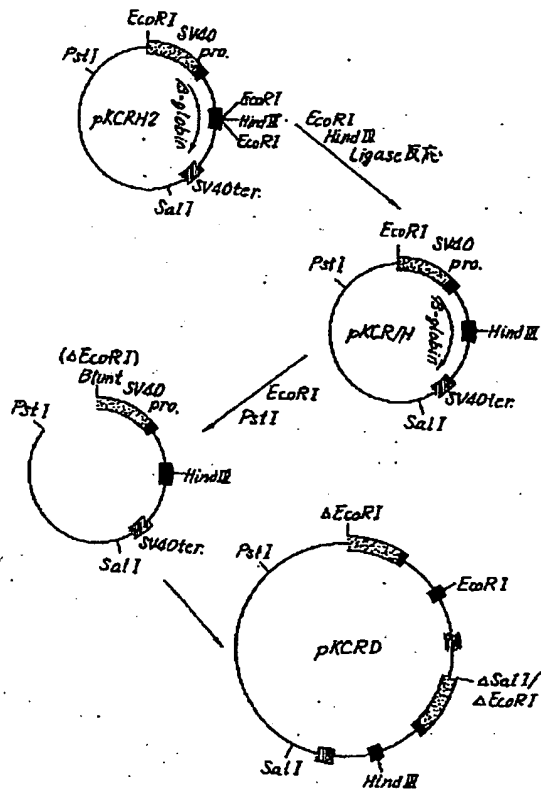 EcoRI
SV40
pro.
PstI
β-globin
pKCRH2
EcoRI
HindIII
EcoRI
SV40ter.
SalI
EcoRI
HindIII
Ligase反応
EcoRI
SV40
pro.
PstI
β-globin
pKCR/H
HindIII
SV40ter.
SalI
EcoRI
PstI
(ΔEcoRI)
Blunt
SV40
pro.
PstI
HindIII
SV40ter.
SalI
ΔEcoRI
PstI
EcoRI
pKCRD
ΔSalI/
ΔEcoRI
SalI
HindIII